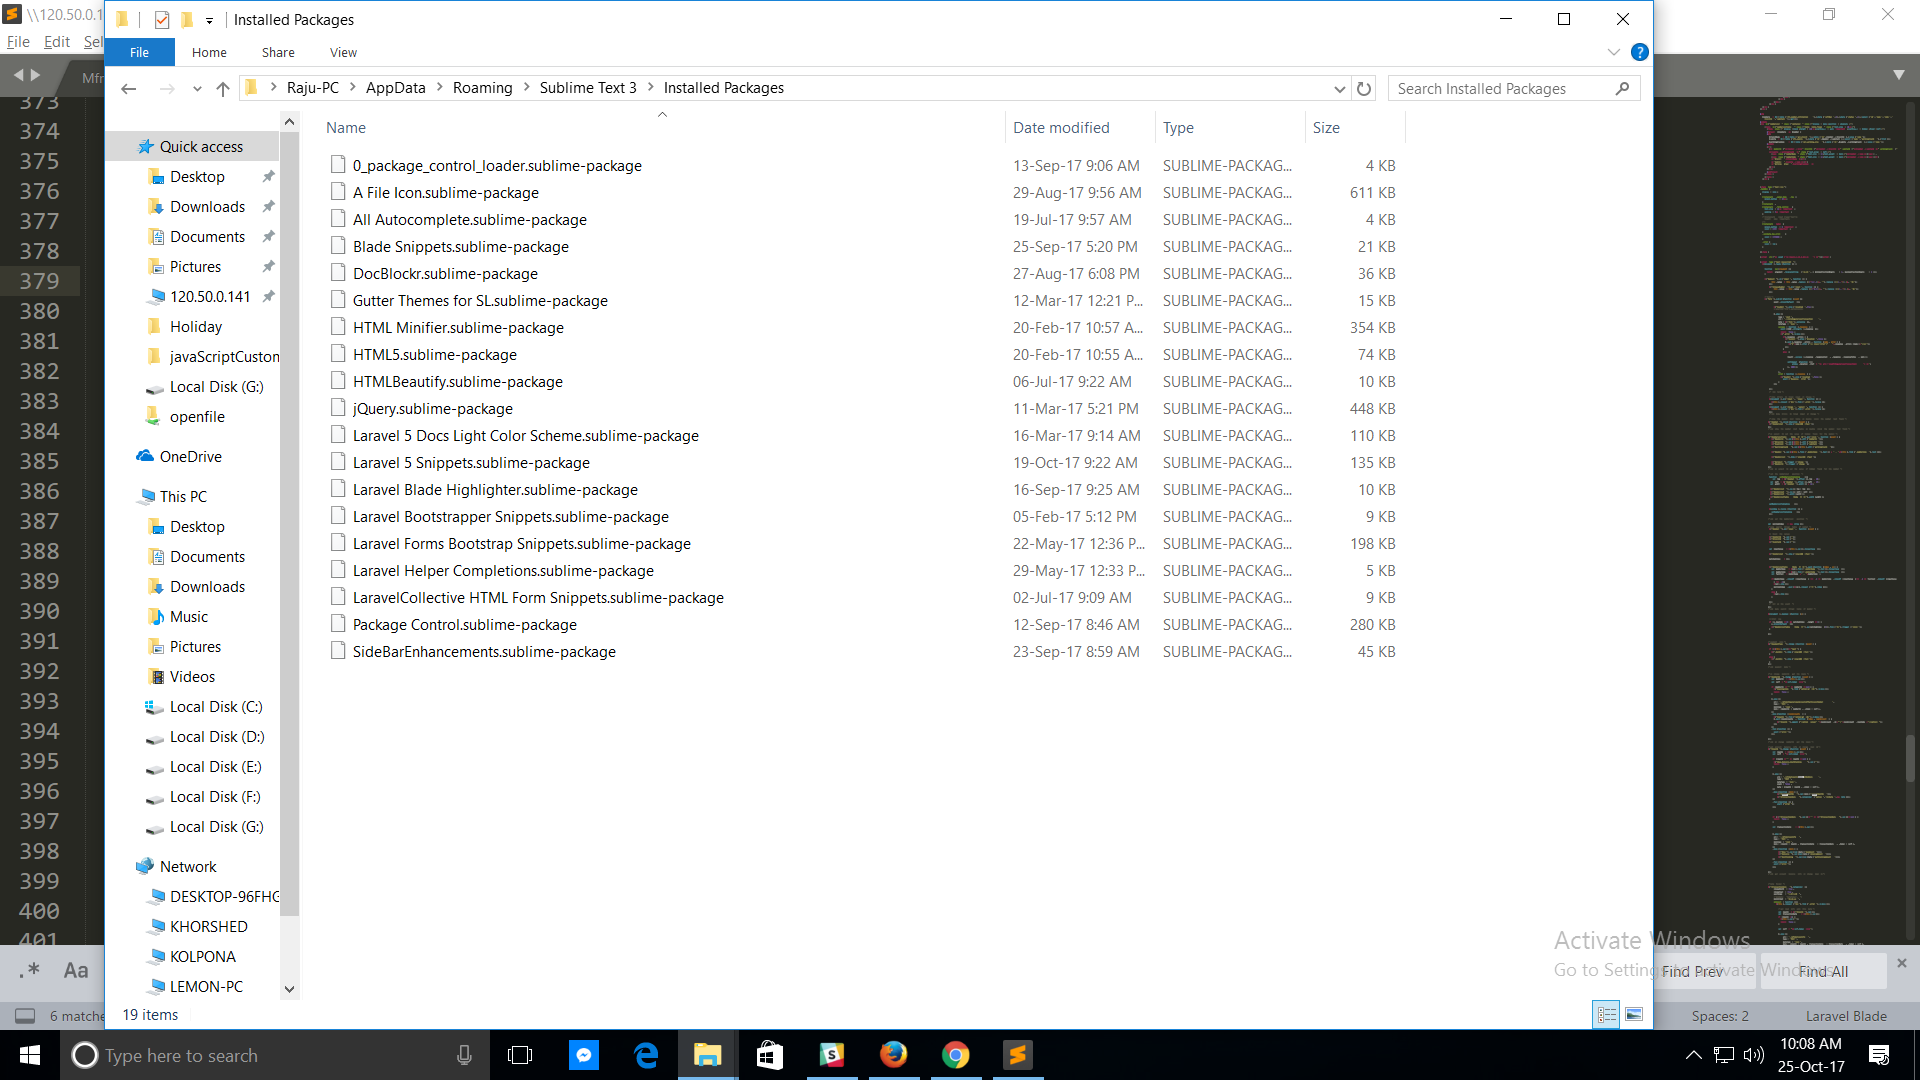 \\120.50.0.1
Installed Packages
File Edit Sel
File Home Share View
Mfr
Raju-PC AppData Roaming Sublime Text 3 Installed Packages
Search Installed Packages
Name Date modified Type Size
0_package_control_loader.sublime-package 13-Sep-17 9:06 AM SUBLIME-PACKAG... 4 KB
A File Icon.sublime-package 29-Aug-17 9:56 AM SUBLIME-PACKAG... 611 KB
All Autocomplete.sublime-package 19-Jul-17 9:57 AM SUBLIME-PACKAG... 4 KB
Blade Snippets.sublime-package 25-Sep-17 5:20 PM SUBLIME-PACKAG... 21 KB
DocBlockr.sublime-package 27-Aug-17 6:08 PM SUBLIME-PACKAG... 36 KB
Gutter Themes for SL.sublime-package 12-Mar-17 12:21 P... SUBLIME-PACKAG... 15 KB
HTML Minifier.sublime-package 20-Feb-17 10:57 A... SUBLIME-PACKAG... 354 KB
HTML5.sublime-package 20-Feb-17 10:55 A... SUBLIME-PACKAG... 74 KB
HTMLBeautify.sublime-package 06-Jul-17 9:22 AM SUBLIME-PACKAG... 10 KB
jQuery.sublime-package 11-Mar-17 5:21 PM SUBLIME-PACKAG... 448 KB
Laravel 5 Docs Light Color Scheme.sublime-package 16-Mar-17 9:14 AM SUBLIME-PACKAG... 110 KB
Laravel 5 Snippets.sublime-package 19-Oct-17 9:22 AM SUBLIME-PACKAG... 135 KB
Laravel Blade Highlighter.sublime-package 16-Sep-17 9:25 AM SUBLIME-PACKAG... 10 KB
Laravel Bootstrapper Snippets.sublime-package 05-Feb-17 5:12 PM SUBLIME-PACKAG... 9 KB
Laravel Forms Bootstrap Snippets.sublime-package 22-May-17 12:36 P... SUBLIME-PACKAG... 198 KB
Laravel Helper Completions.sublime-package 29-May-17 12:33 P... SUBLIME-PACKAG... 5 KB
LaravelCollective HTML Form Snippets.sublime-package 02-Jul-17 9:09 AM SUBLIME-PACKAG... 9 KB
Package Control.sublime-package 12-Sep-17 8:46 AM SUBLIME-PACKAG... 280 KB
SideBarEnhancements.sublime-package 23-Sep-17 8:59 AM SUBLIME-PACKAG... 45 KB
Quick access
Desktop
Downloads
Documents
Pictures
120.50.0.141
Holiday
javaScriptCuston
Local Disk (G:)
openfile
OneDrive
This PC
Desktop
Documents
Downloads
Music
Pictures
Videos
Local Disk (C:)
Local Disk (D:)
Local Disk (E:)
Local Disk (F:)
Local Disk (G:)
Network
DESKTOP-96FHG
KHORSHED
KOLPONA
LEMON-PC
19 items
373
374
375
376
377
378
379
380
381
382
383
384
385
386
387
388
389
390
391
392
393
394
395
396
397
398
399
400
401
.* Aa
Activate Windows
Go to Settings to activate Windows.
Find Prev Find All
6 matche
Spaces: 2 Laravel Blade
Type here to search
10:08 AM
25-Oct-17